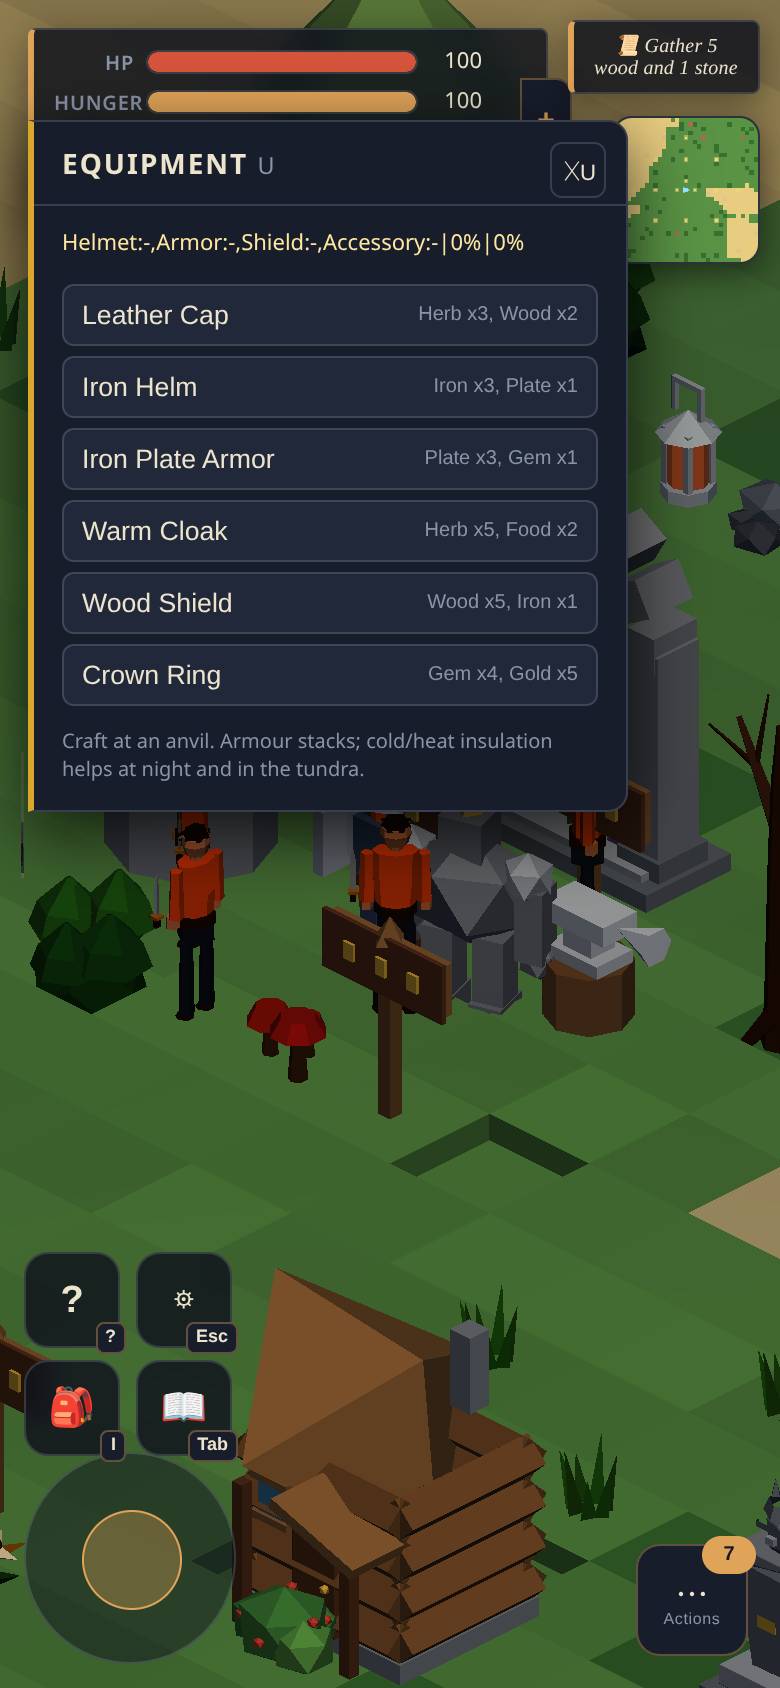 HP 100
HUNGER 100
📜 Gather 5
wood and 1 stone
+
EQUIPMENT U
╳U
Helmet:-,Armor:-,Shield:-,Accessory:-|0%|0%
Leather Cap Herb x3, Wood x2
Iron Helm Iron x3, Plate x1
Iron Plate Armor Plate x3, Gem x1
Warm Cloak Herb x5, Food x2
Wood Shield Wood x5, Iron x1
Crown Ring Gem x4, Gold x5
Craft at an anvil. Armour stacks; cold/heat insulation
helps at night and in the tundra.
?
?
Esc
I
Tab
7
...
Actions